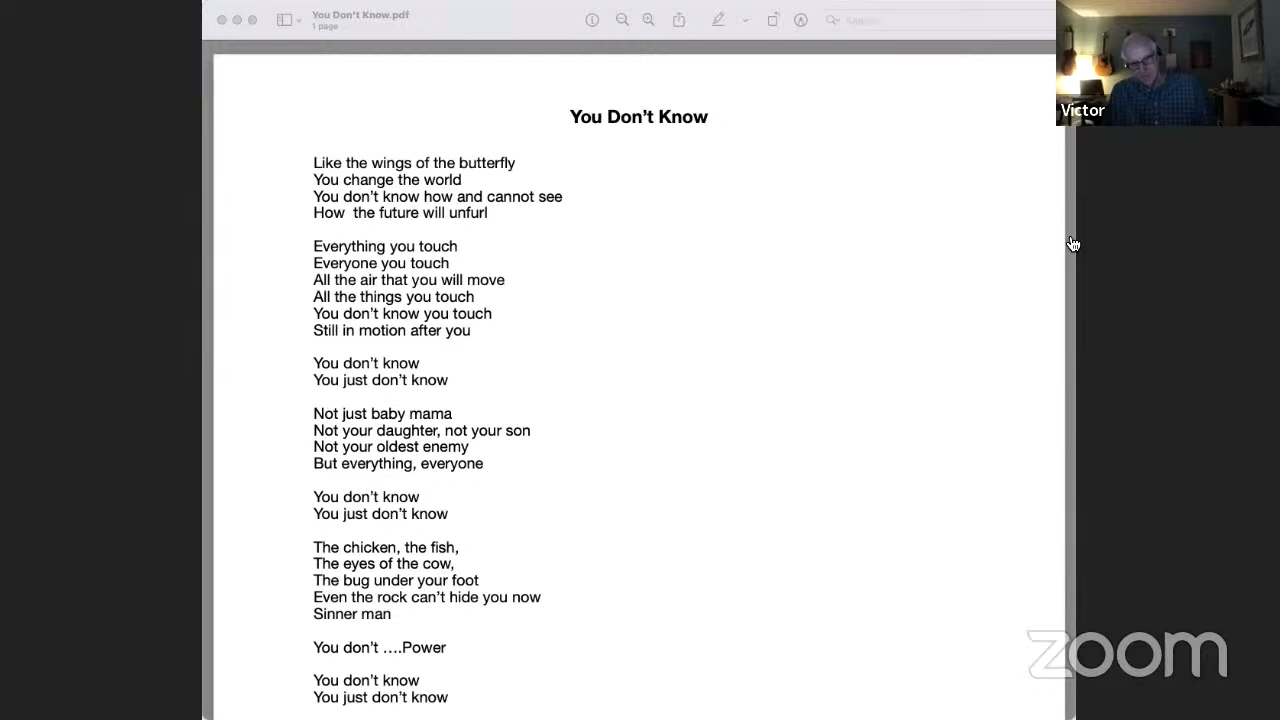 You Don't Know.pdf
1 page
Search
Victor
You Don't Know
Like the wings of the butterfly
You change the world
You don't know how and cannot see
How  the future will unfurl
Everything you touch
Everyone you touch
All the air that you will move
All the things you touch
You don't know you touch
Still in motion after you
You don't know
You just don't know
Not just baby mama
Not your daughter, not your son
Not your oldest enemy
But everything, everyone
You don't know
You just don't know
The chicken, the fish,
The eyes of the cow,
The bug under your foot
Even the rock can't hide you now
Sinner man
You don't ....Power
You don't know
You just don't know
zoom